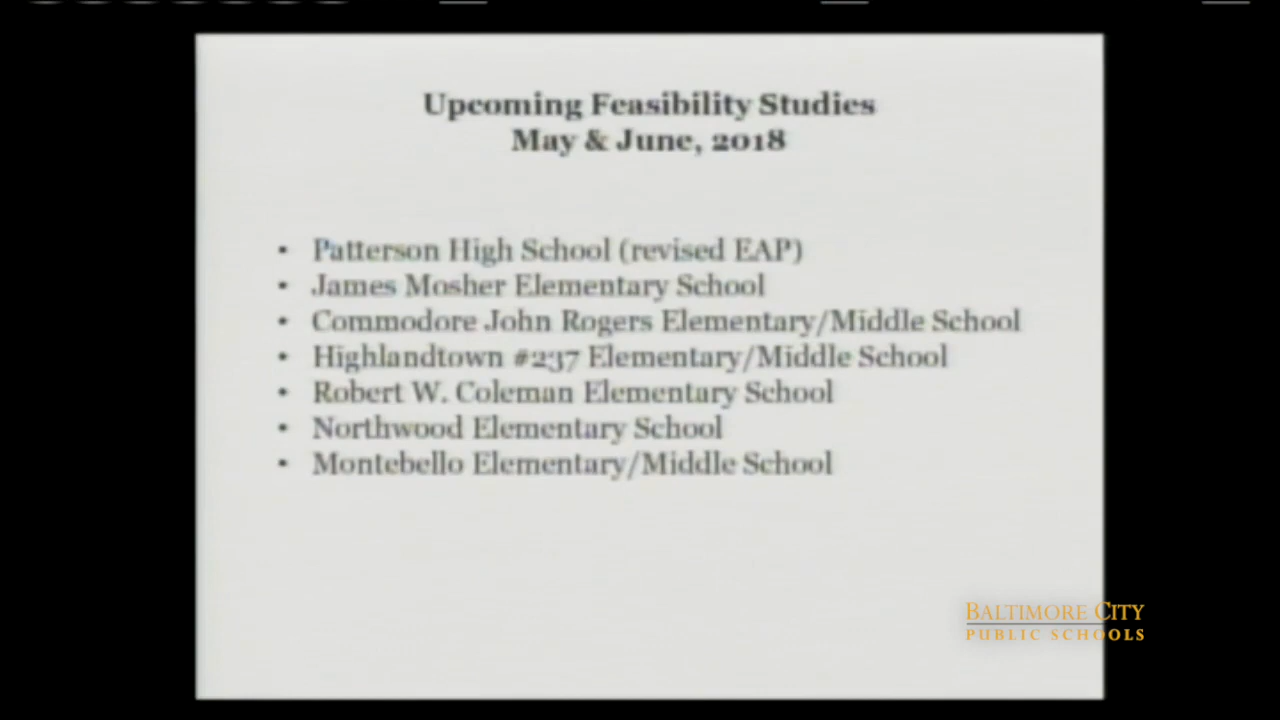 Upcoming Feasibility Studies
May & June, 2018
• Patterson High School (revised EAP)
• James Mosher Elementary School
• Commodore John Rogers Elementary/Middle School
• Highlandtown #237 Elementary/Middle School
• Robert W. Coleman Elementary School
• Northwood Elementary School
• Montebello Elementary/Middle School
BALTIMORE CITY
PUBLIC SCHOOLS